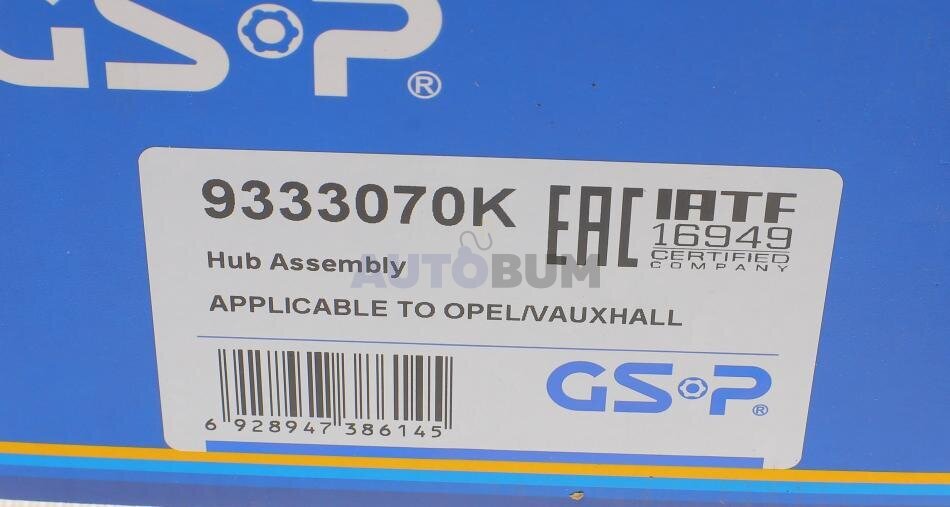 GSP®
9333070K
EAC
IATF
16949
CERTIFIED
COMPANY
Hub Assembly
AUTOBUM
APPLICABLE TO OPEL/VAUXHALL
6 928947 386145
GSP®